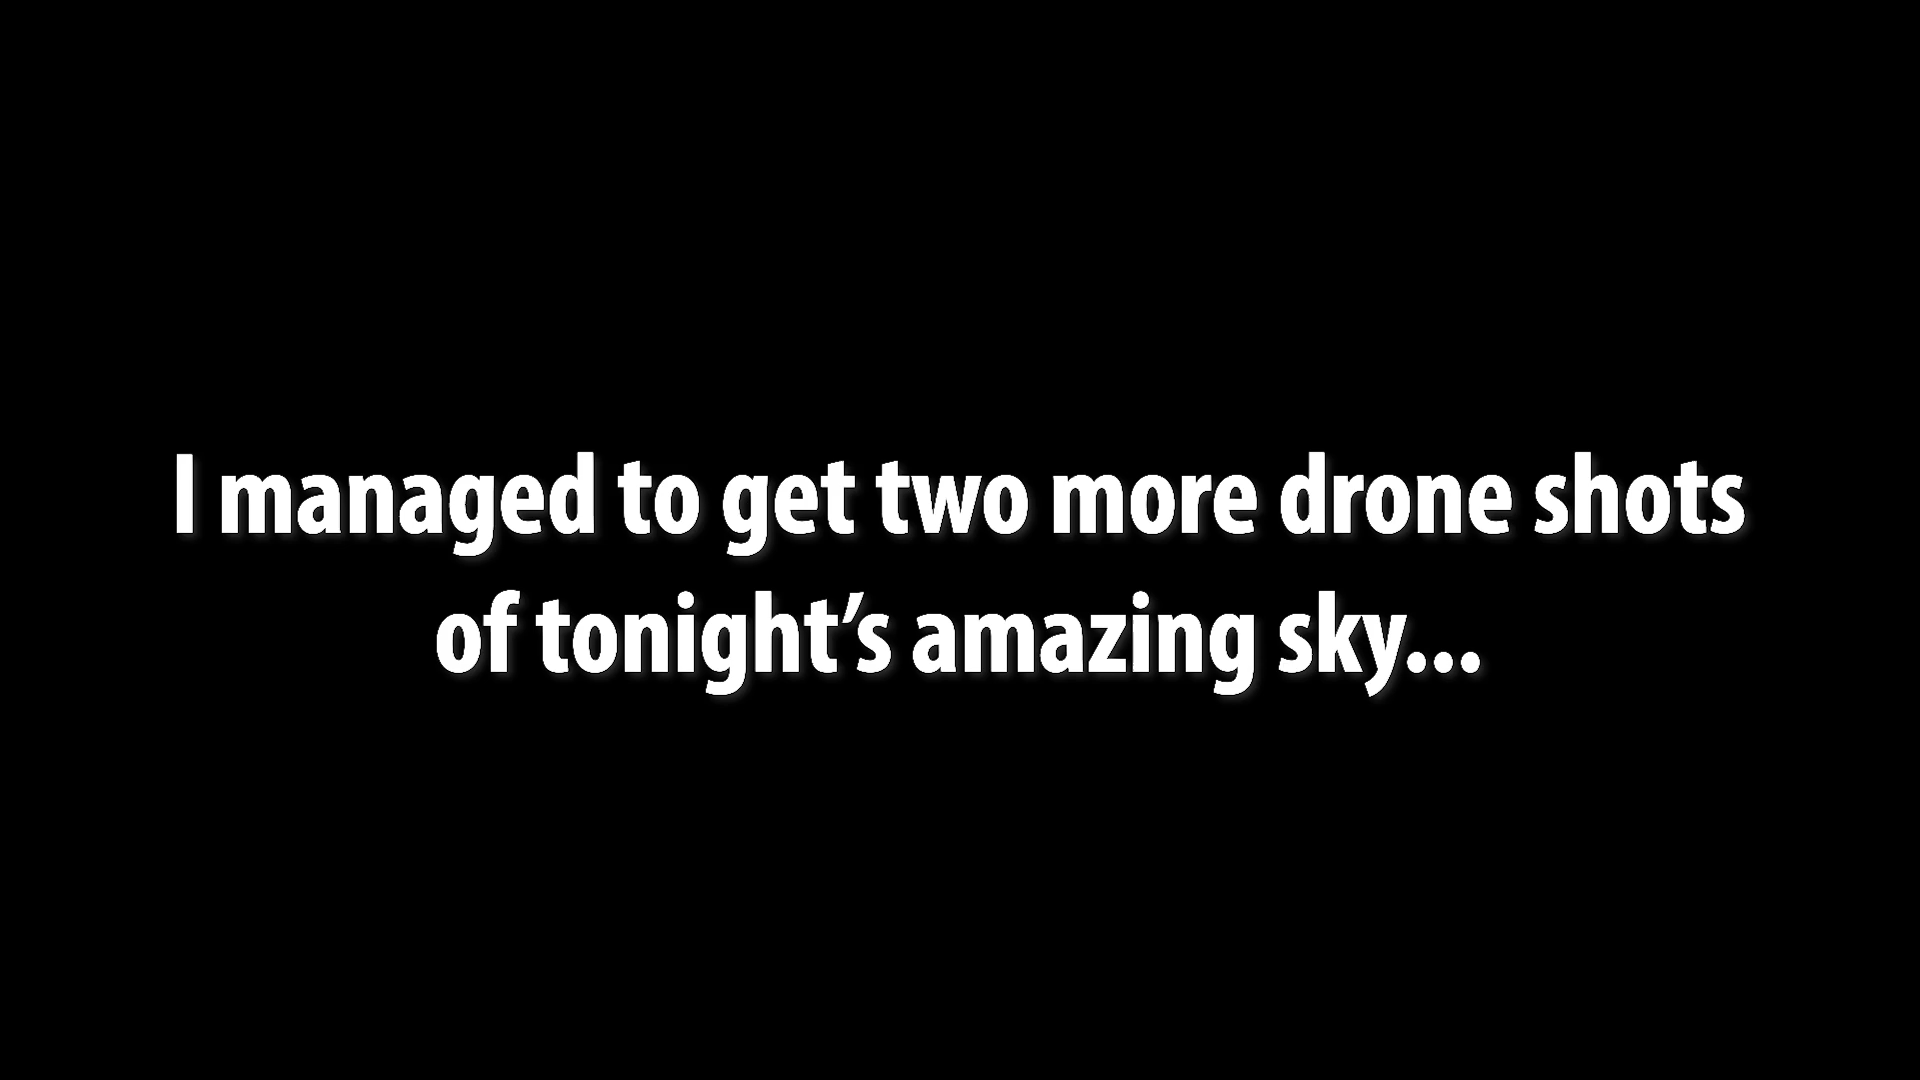 I managed to get two more drone shots
of tonight’s amazing sky...